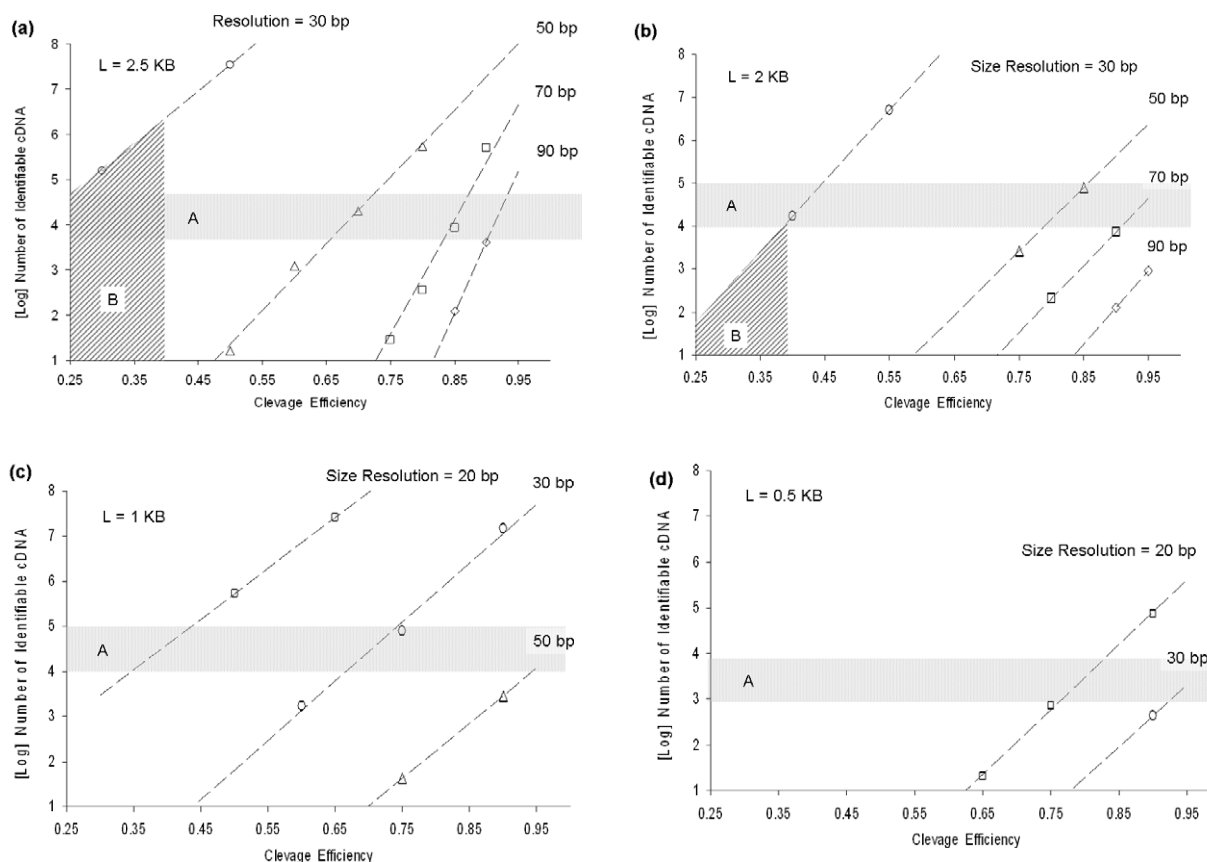 (a)
Resolution = 30 bp
50 bp
L = 2.5 KB
70 bp
90 bp
A
B
[Log] Number of Identifiable cDNA
8
7
6
5
4
3
2
1
0.25 0.35 0.45 0.55 0.65 0.75 0.85 0.95
Clevage Efficiency
(b)
L = 2 KB
Size Resolution = 30 bp
50 bp
70 bp
90 bp
A
B
[Log] Number of Identifiable cDNA
8
7
6
5
4
3
2
1
0.25 0.35 0.45 0.55 0.65 0.75 0.85 0.95
Clevage Efficiency
(c)
Size Resolution = 20 bp
30 bp
L = 1 KB
50 bp
A
[Log] Number of Identifiable cDNA
8
7
6
5
4
3
2
1
0.25 0.35 0.45 0.55 0.65 0.75 0.85 0.95
Clevage Efficiency
(d)
L = 0.5 KB
Size Resolution = 20 bp
30 bp
A
[Log] Number of Identifiable cDNA
8
7
6
5
4
3
2
1
0.25 0.35 0.45 0.55 0.65 0.75 0.85 0.95
Clevage Efficiency